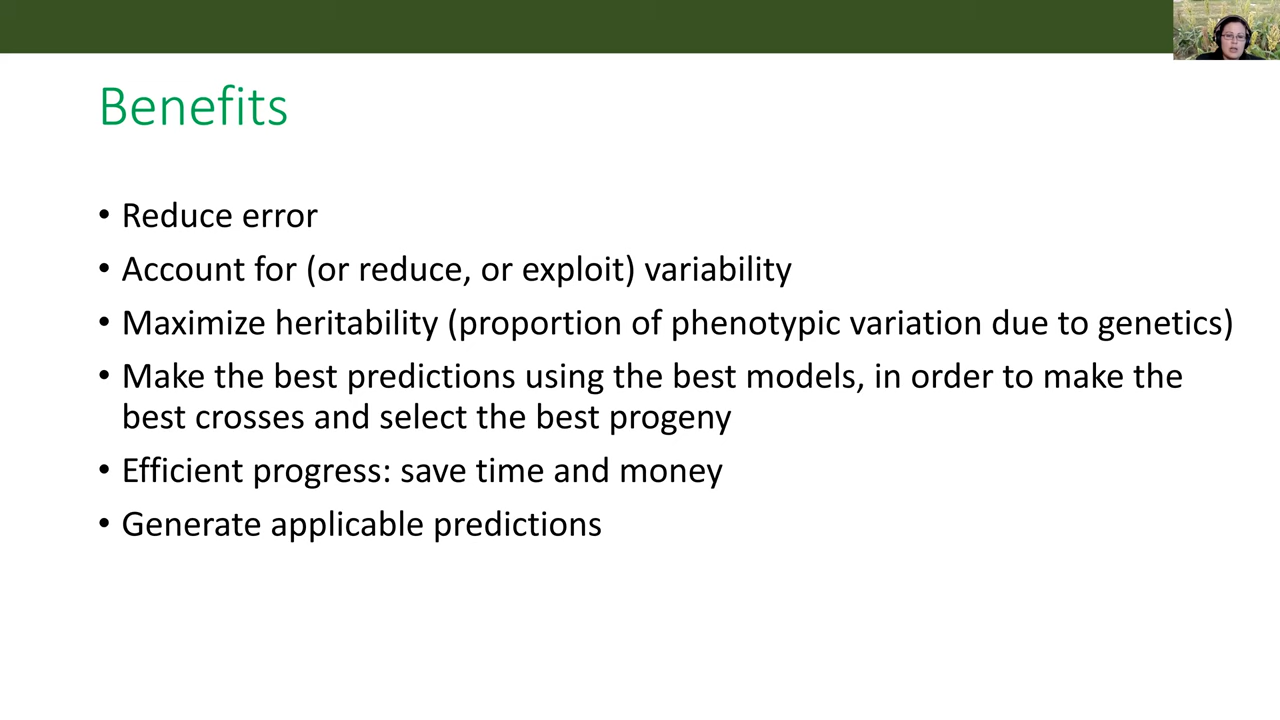 Benefits
• Reduce error
• Account for (or reduce, or exploit) variability
• Maximize heritability (proportion of phenotypic variation due to genetics)
• Make the best predictions using the best models, in order to make the
best crosses and select the best progeny
• Efficient progress: save time and money
• Generate applicable predictions